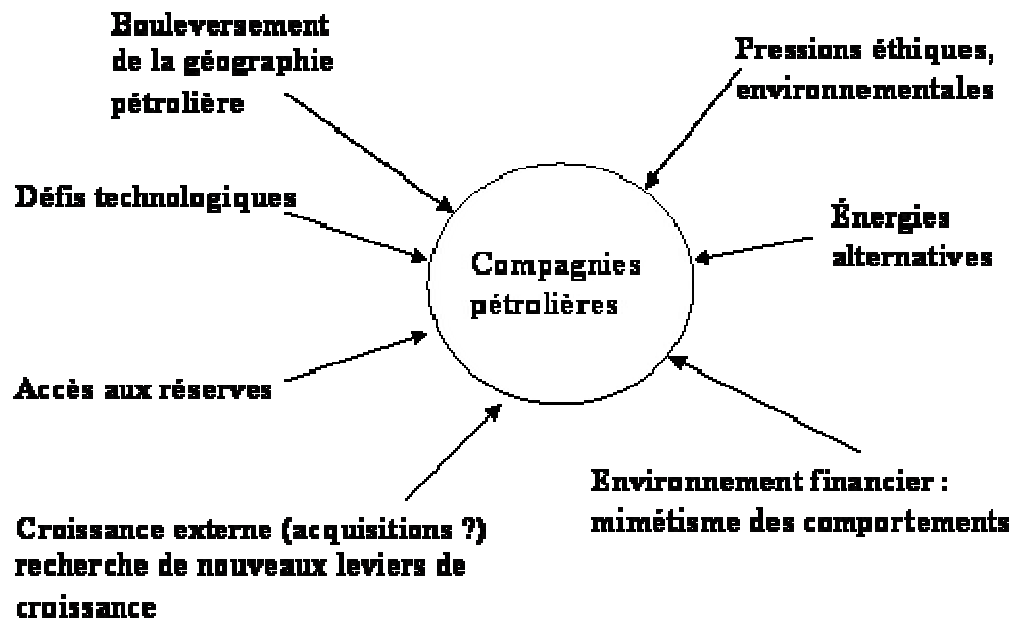 Bouleversement
de la géographie
pétrolière
Pressions éthiques,
environnementales
Défis technologiques
Énergies
alternatives
Compagnies
pétrolières
Accès aux réserves
Environnement financier :
mimétisme des comportements
Croissance externe (acquisitions ?)
recherche de nouveaux leviers de
croissance